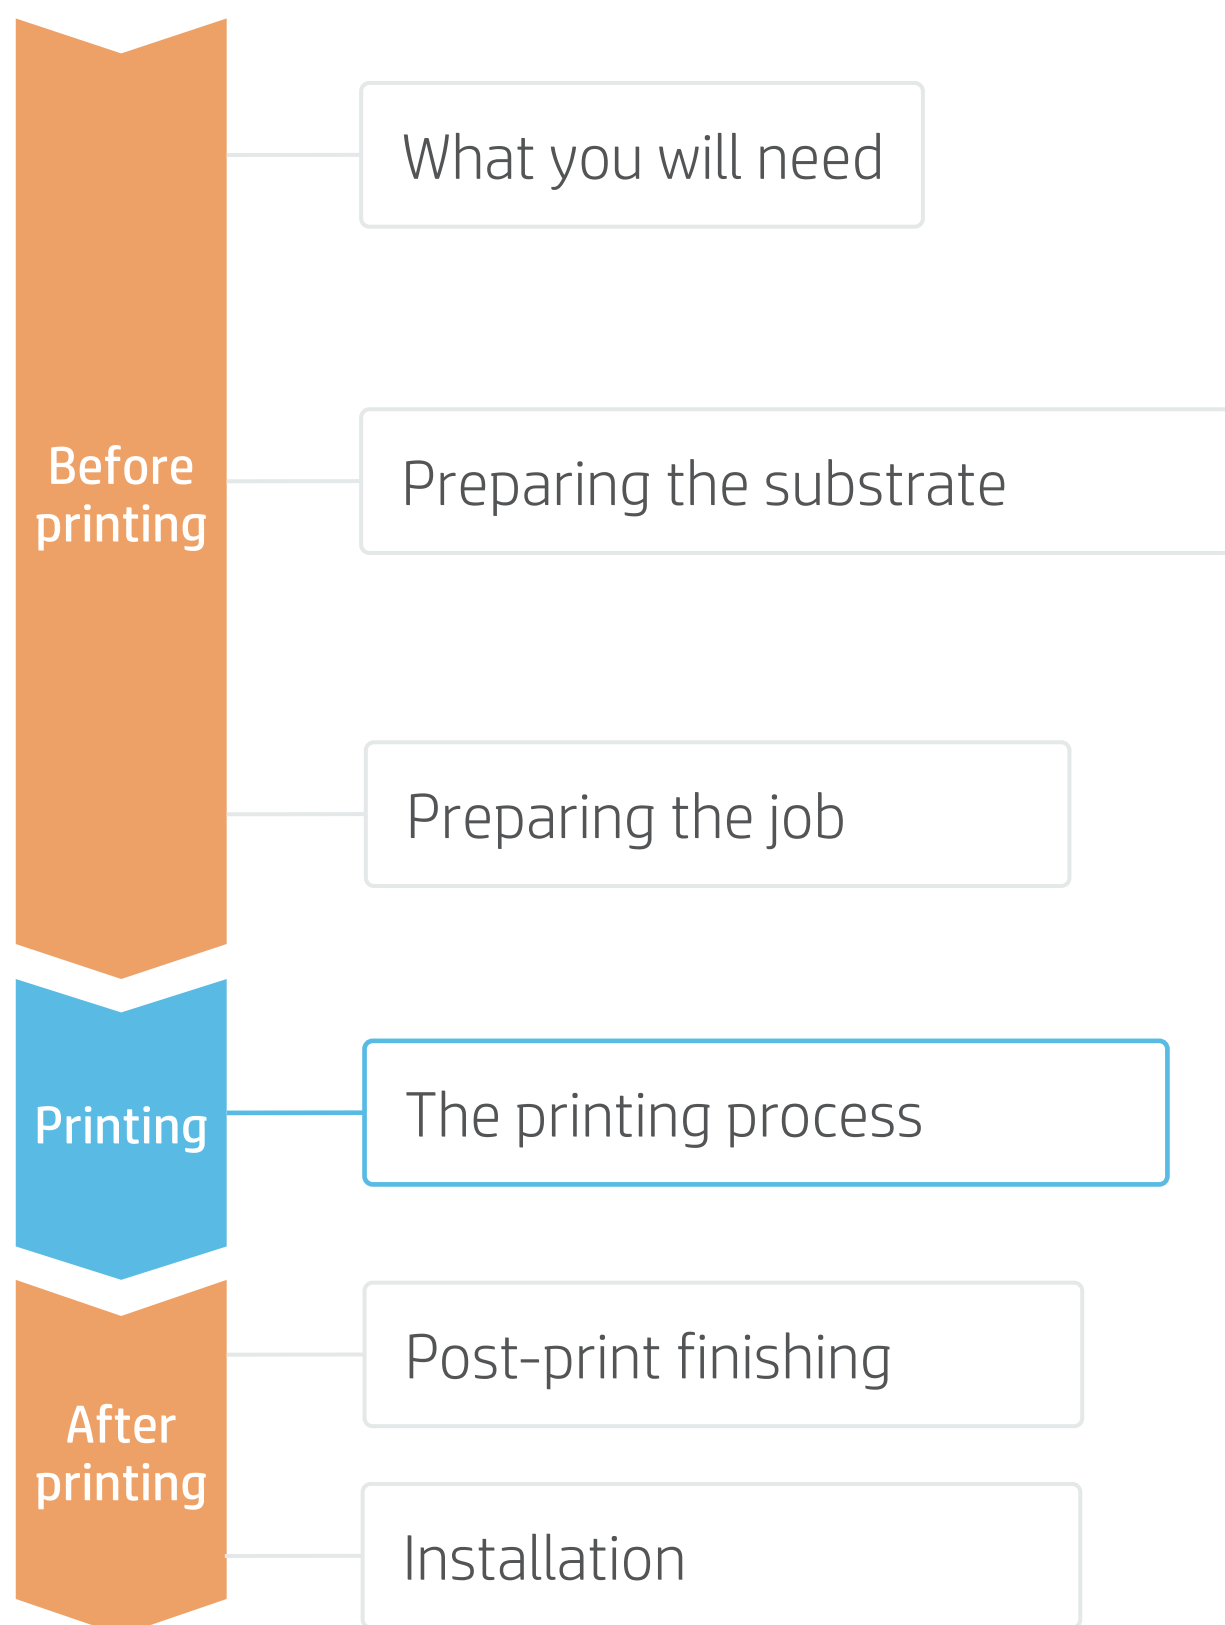 What you will need
Before
printing
Preparing the substrate
Preparing the job
Printing
The printing process
After
printing
Post-print finishing
Installation